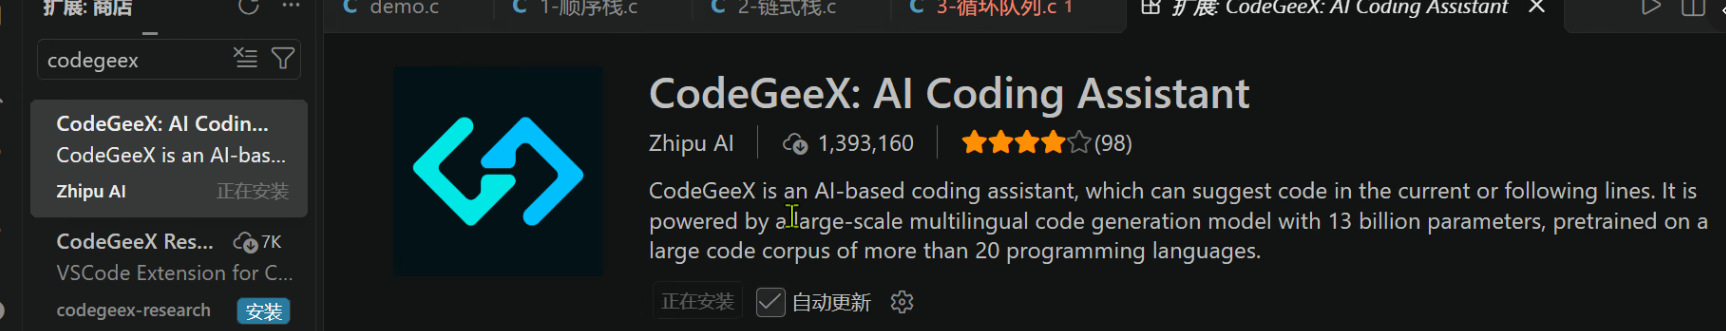 扩展: 商店
codegeex
CodeGeeX: AI Codin...
CodeGeeX is an AI-bas...
Zhipu AI 正在安装
CodeGeeX Res... 7K
VSCode Extension for C...
codegeex-research 安装
C demo.c C 1-顺序栈.c C 2-链式栈.c C 3-循环队列.c 1 扩展: CodeGeeX: AI Coding Assistant
CodeGeeX: AI Coding Assistant
Zhipu AI 1,393,160 (98)
CodeGeeX is an AI-based coding assistant, which can suggest code in the current or following lines. It is
powered by a large-scale multilingual code generation model with 13 billion parameters, pretrained on a
large code corpus of more than 20 programming languages.
正在安装 自动更新